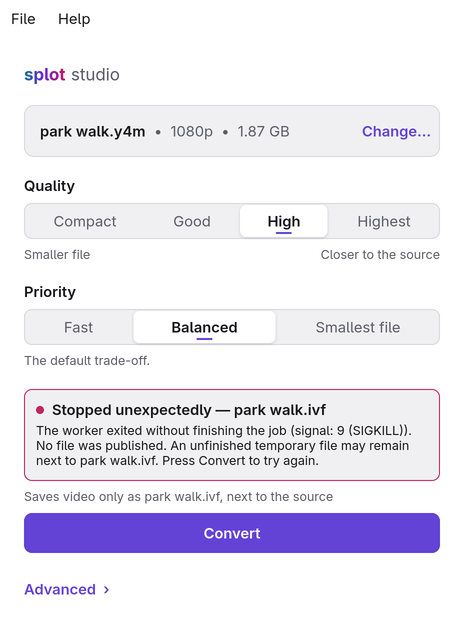 File Help
splot studio
park walk.y4m • 1080p • 1.87 GB Change...
Quality
Compact Good High Highest
Smaller file Closer to the source
Priority
Fast Balanced Smallest file
The default trade-off.
Stopped unexpectedly — park walk.ivf
The worker exited without finishing the job (signal: 9 (SIGKILL)).
No file was published. An unfinished temporary file may remain
next to park walk.ivf. Press Convert to try again.
Saves video only as park walk.ivf, next to the source
Convert
Advanced ›